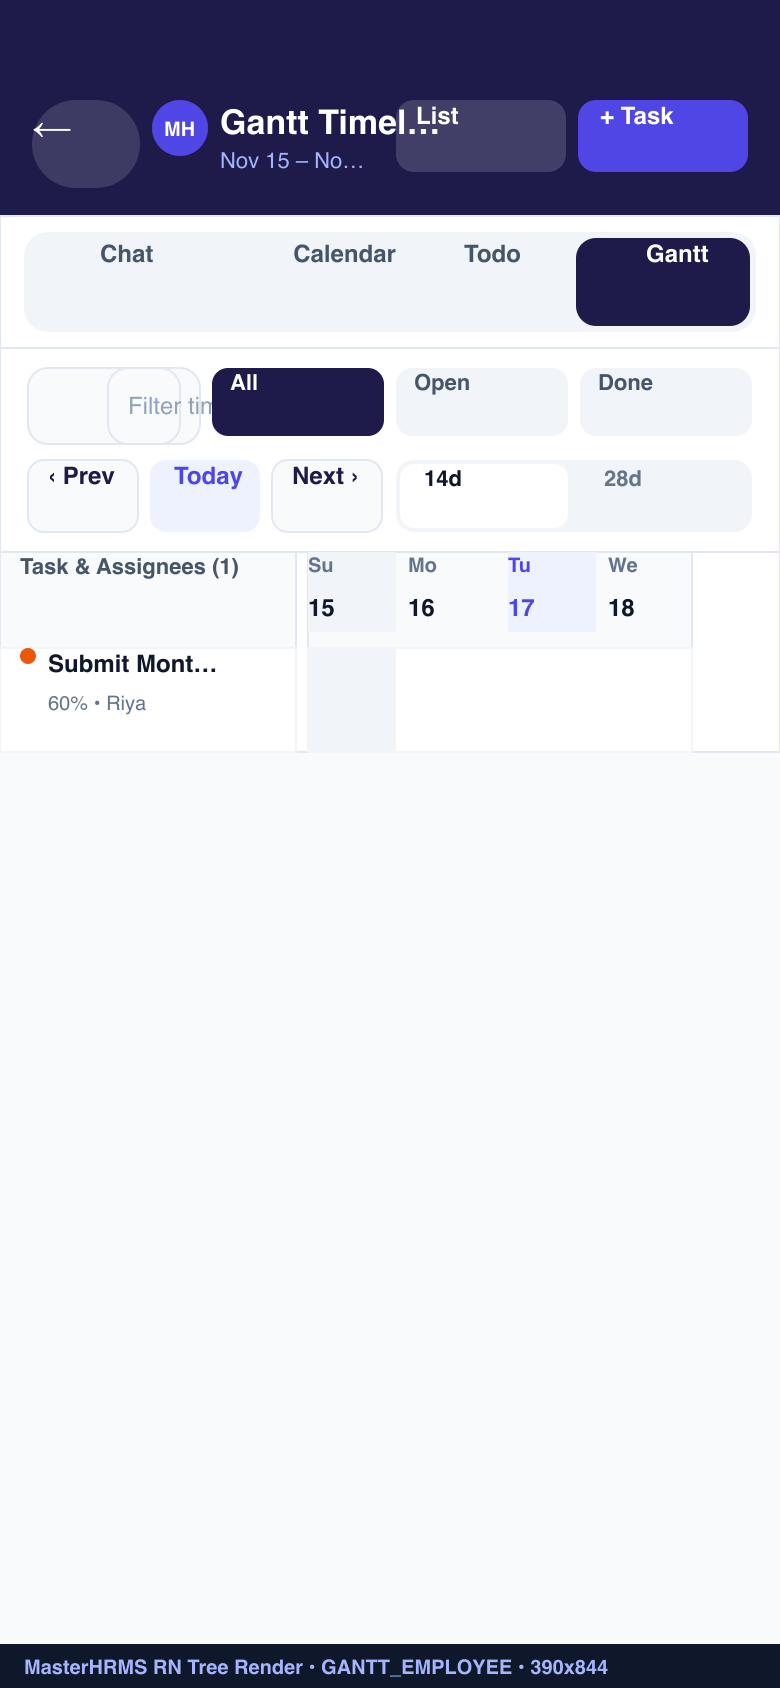 ←
MH
Gantt Timel...
List
+ Task
Nov 15 – No...
Chat Calendar Todo Gantt
Filter tim
All Open Done
‹ Prev Today Next › 14d 28d
Task & Assignees (1)
Su Mo Tu We
15 16 17 18
Submit Mont...
60% • Riya
MasterHRMS RN Tree Render • GANTT_EMPLOYEE • 390x844